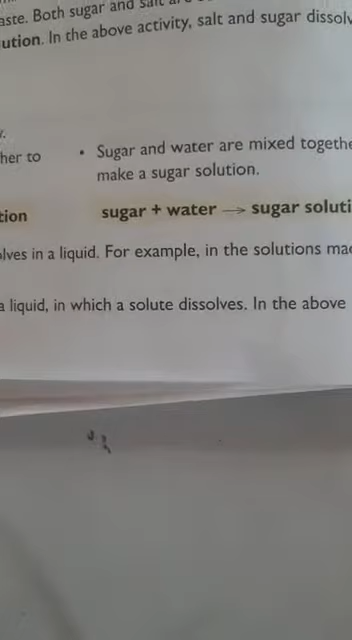 aste. Both sugar and salt
ution. In the above activity, salt and sugar dissolv
y.
her to
• Sugar and water are mixed togethe
make a sugar solution.
tion
sugar + water → sugar soluti
lves in a liquid. For example, in the solutions mad
a liquid, in which a solute dissolves. In the above